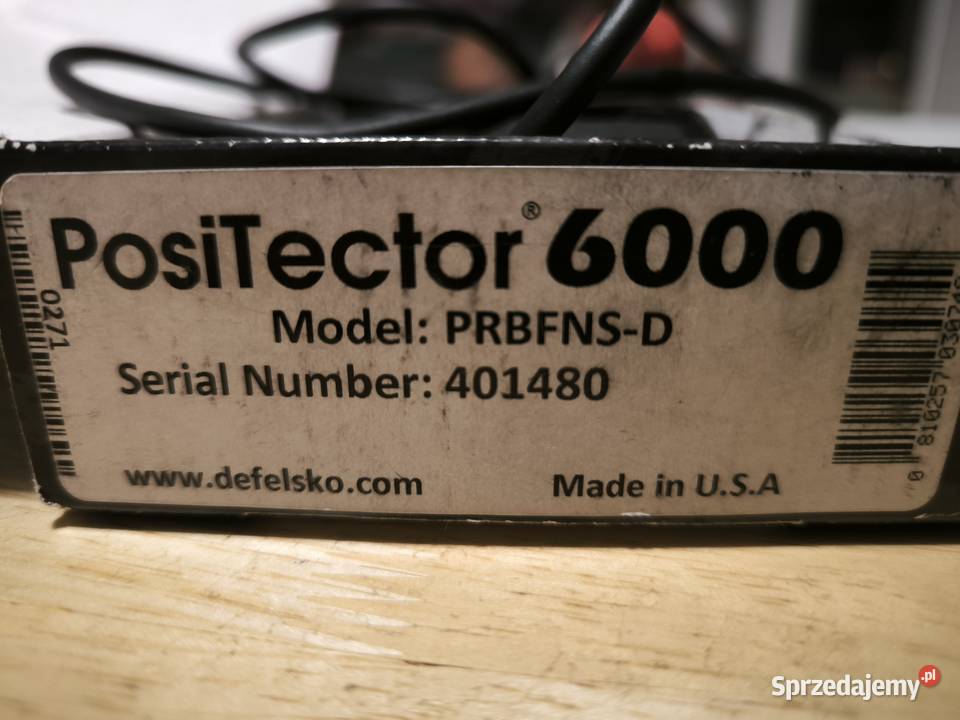 PosiTector® 6000
Model: PRBFNS-D
Serial Number: 401480
www.defelsko.com
Made in U.S.A
0271
Sprzedajemy.pl